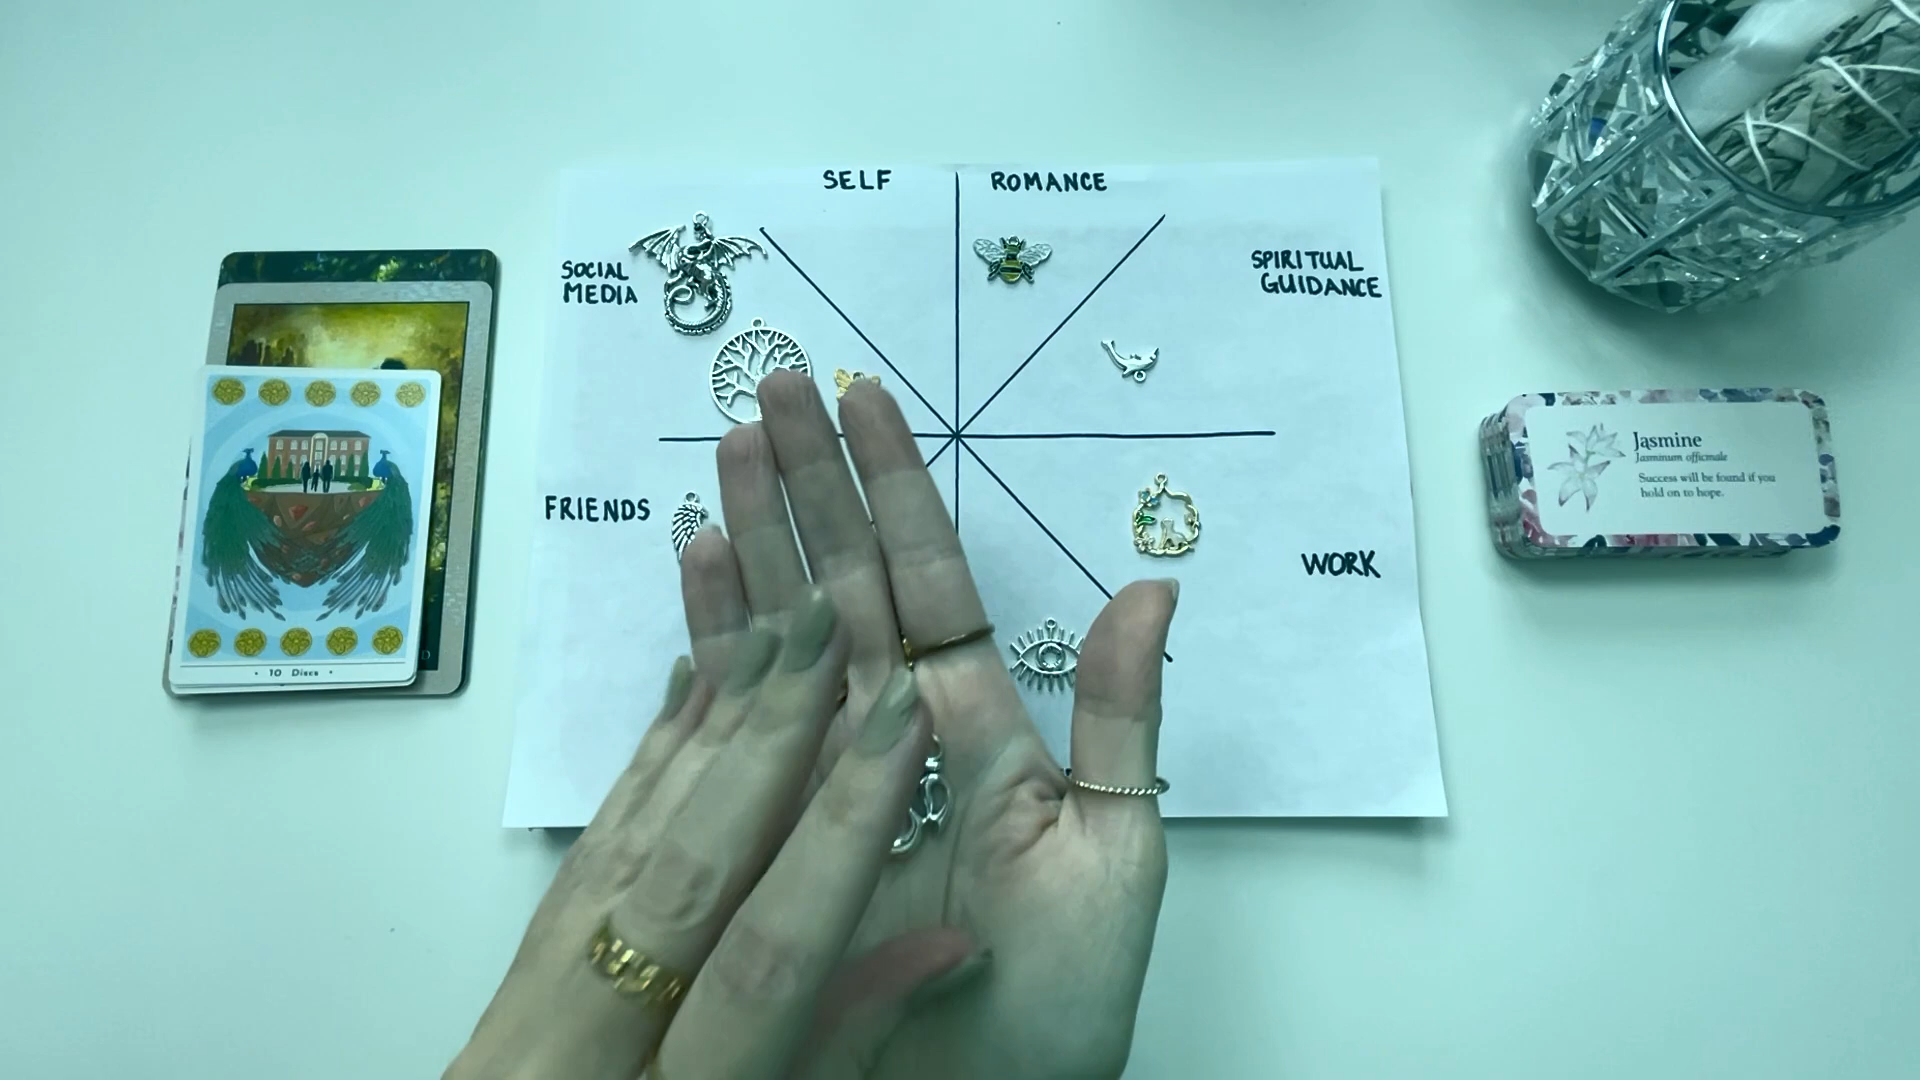 SELF
ROMANCE
SOCIAL
MEDIA
SPIRITUAL
GUIDANCE
FRIENDS
WORK
10 Discs
D
Jasmine
Jasminum officinale
Success will be found if you
hold on to hope.